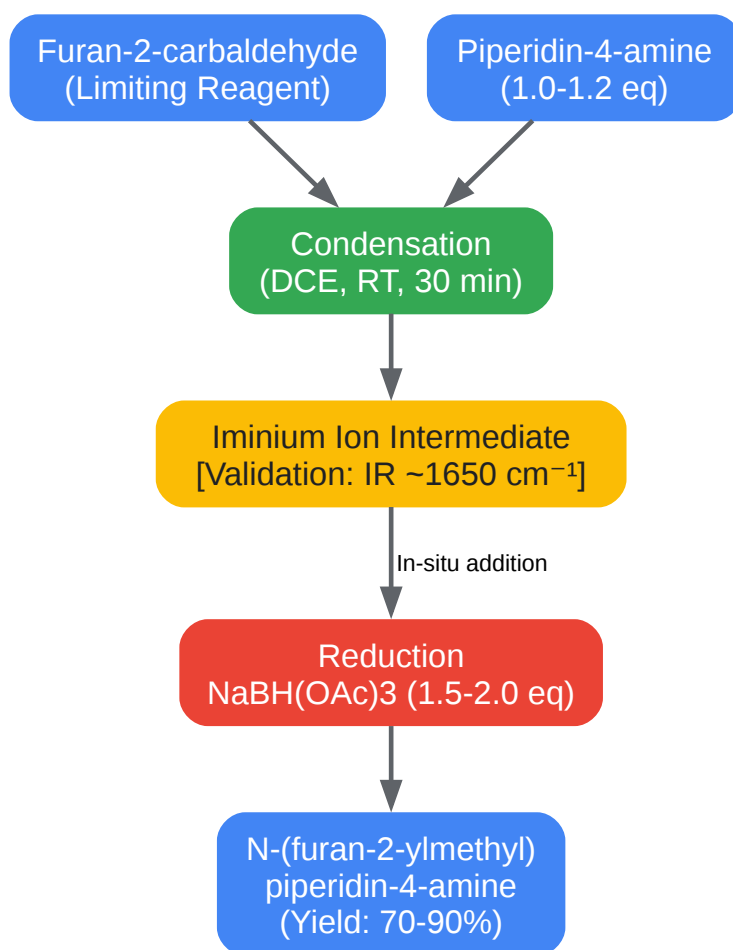 Furan-2-carbaldehyde
(Limiting Reagent)
Piperidin-4-amine
(1.0-1.2 eq)
Condensation
(DCE, RT, 30 min)
Iminium Ion Intermediate
[Validation: IR ~1650 cm⁻¹]
In-situ addition
Reduction
NaBH(OAc)3 (1.5-2.0 eq)
N-(furan-2-ylmethyl)
piperidin-4-amine
(Yield: 70-90%)